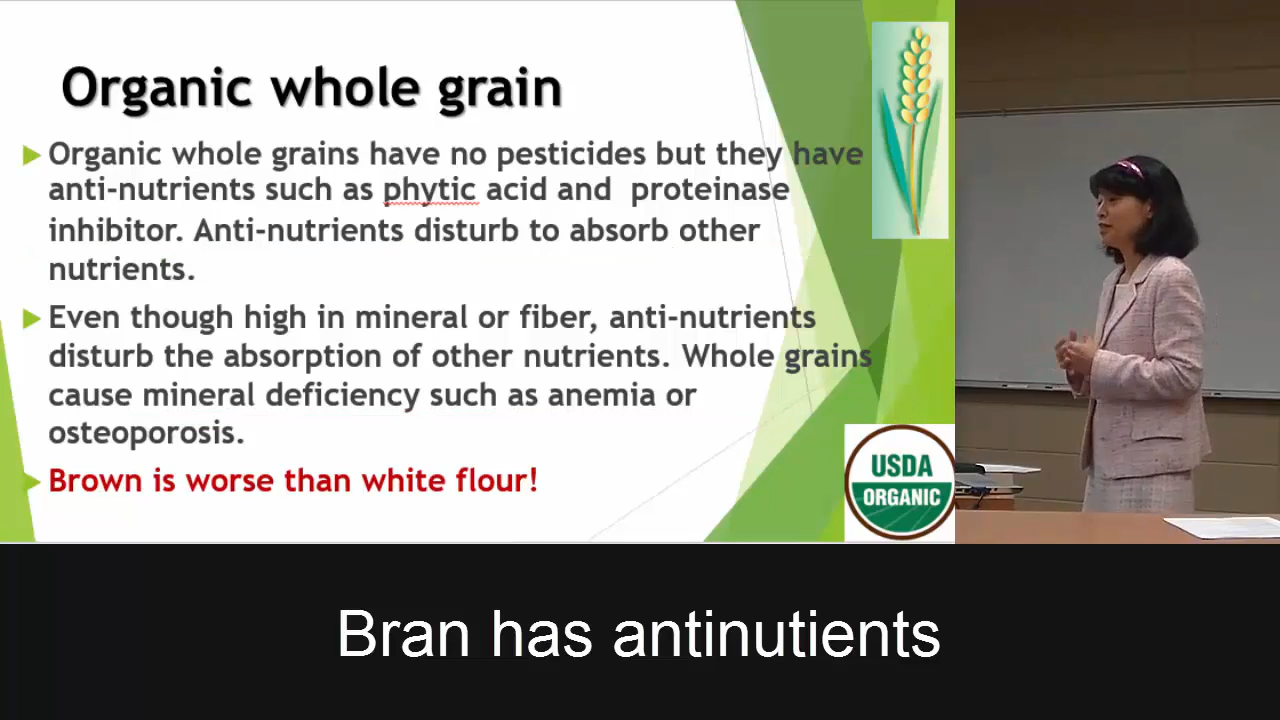 Organic whole grain
Organic whole grains have no pesticides but they have
anti-nutrients such as phytic acid and proteinase
inhibitor. Anti-nutrients disturb to absorb other
nutrients.
Even though high in mineral or fiber, anti-nutrients
disturb the absorption of other nutrients. Whole grains
cause mineral deficiency such as anemia or
osteoporosis.
Brown is worse than white flour!
USDA
ORGANIC
Bran has antinutients